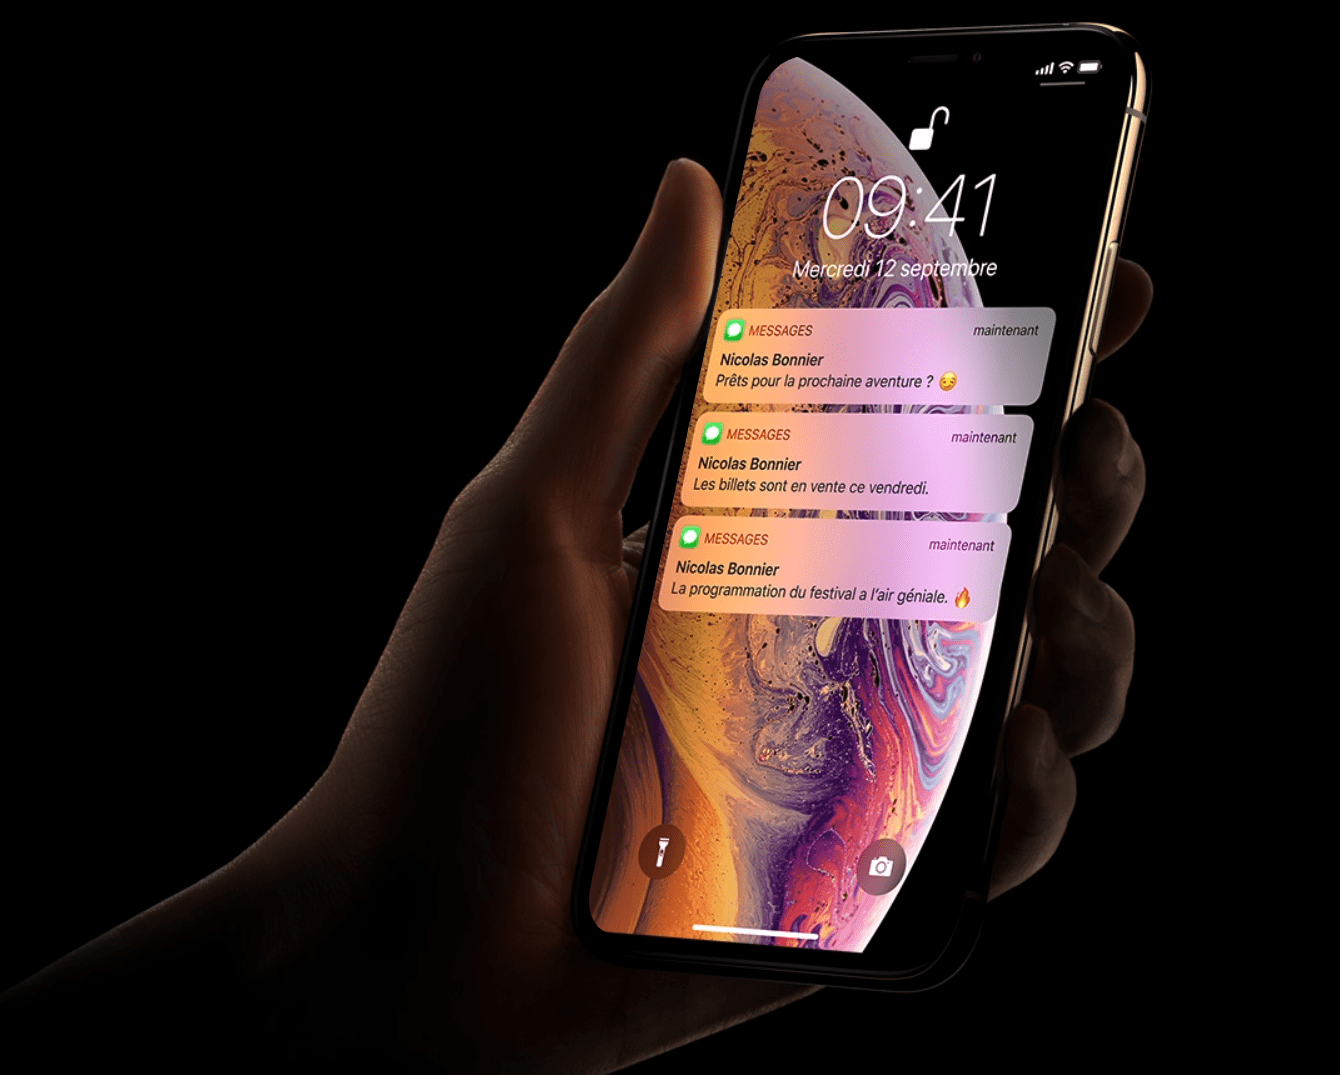 09:41
Mercredi 12 septembre
MESSAGES maintenant
Nicolas Bonnier
Prêts pour la prochaine aventure ? 😏
MESSAGES maintenant
Nicolas Bonnier
Les billets sont en vente ce vendredi.
MESSAGES maintenant
Nicolas Bonnier
La programmation du festival a l'air géniale. 🔥